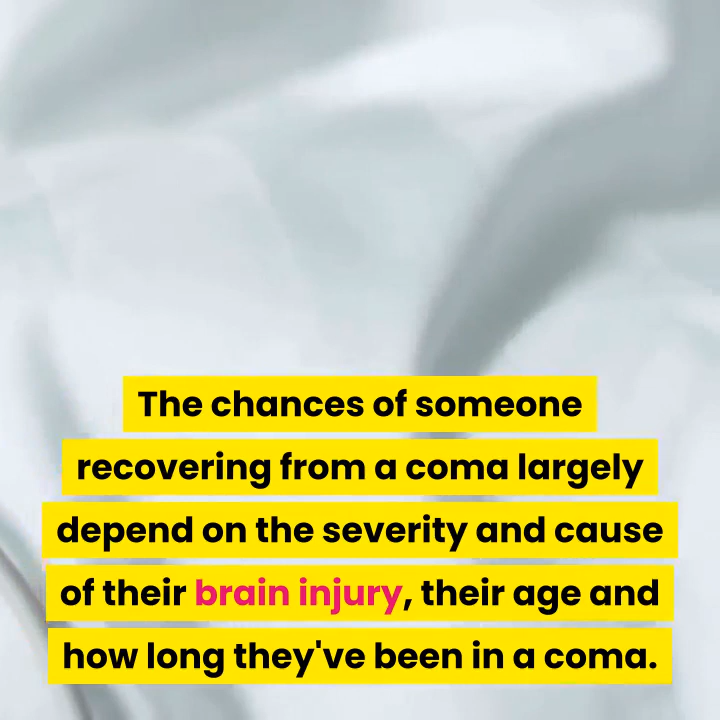 The chances of someone
recovering from a coma largely
depend on the severity and cause
of their brain injury, their age and
how long they've been in a coma.